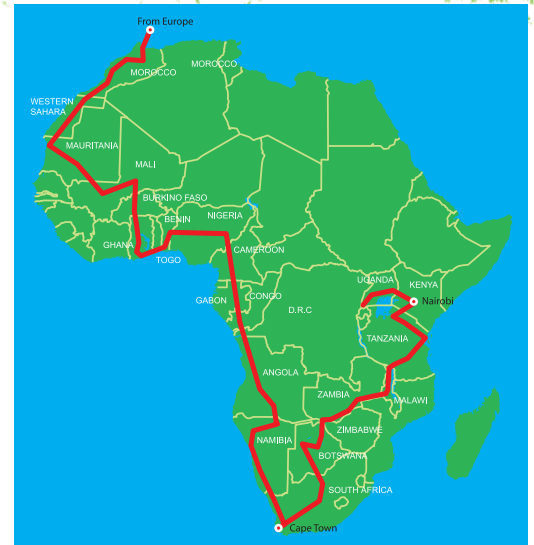 From Europe
MOROCCO
MOROCCO
WESTERN
SAHARA
MAURITANIA
MALI
BURKINO FASO
BENIN
NIGERIA
GHANA
TOGO
CAMEROON
UGANDA
KENYA
GABON
CONGO
Nairobi
D.R.C
TANZANIA
ANGOLA
ZAMBIA
MALAWI
ZIMBABWE
NAMIBIA
BOTSWANA
SOUTH AFRICA
Cape Town